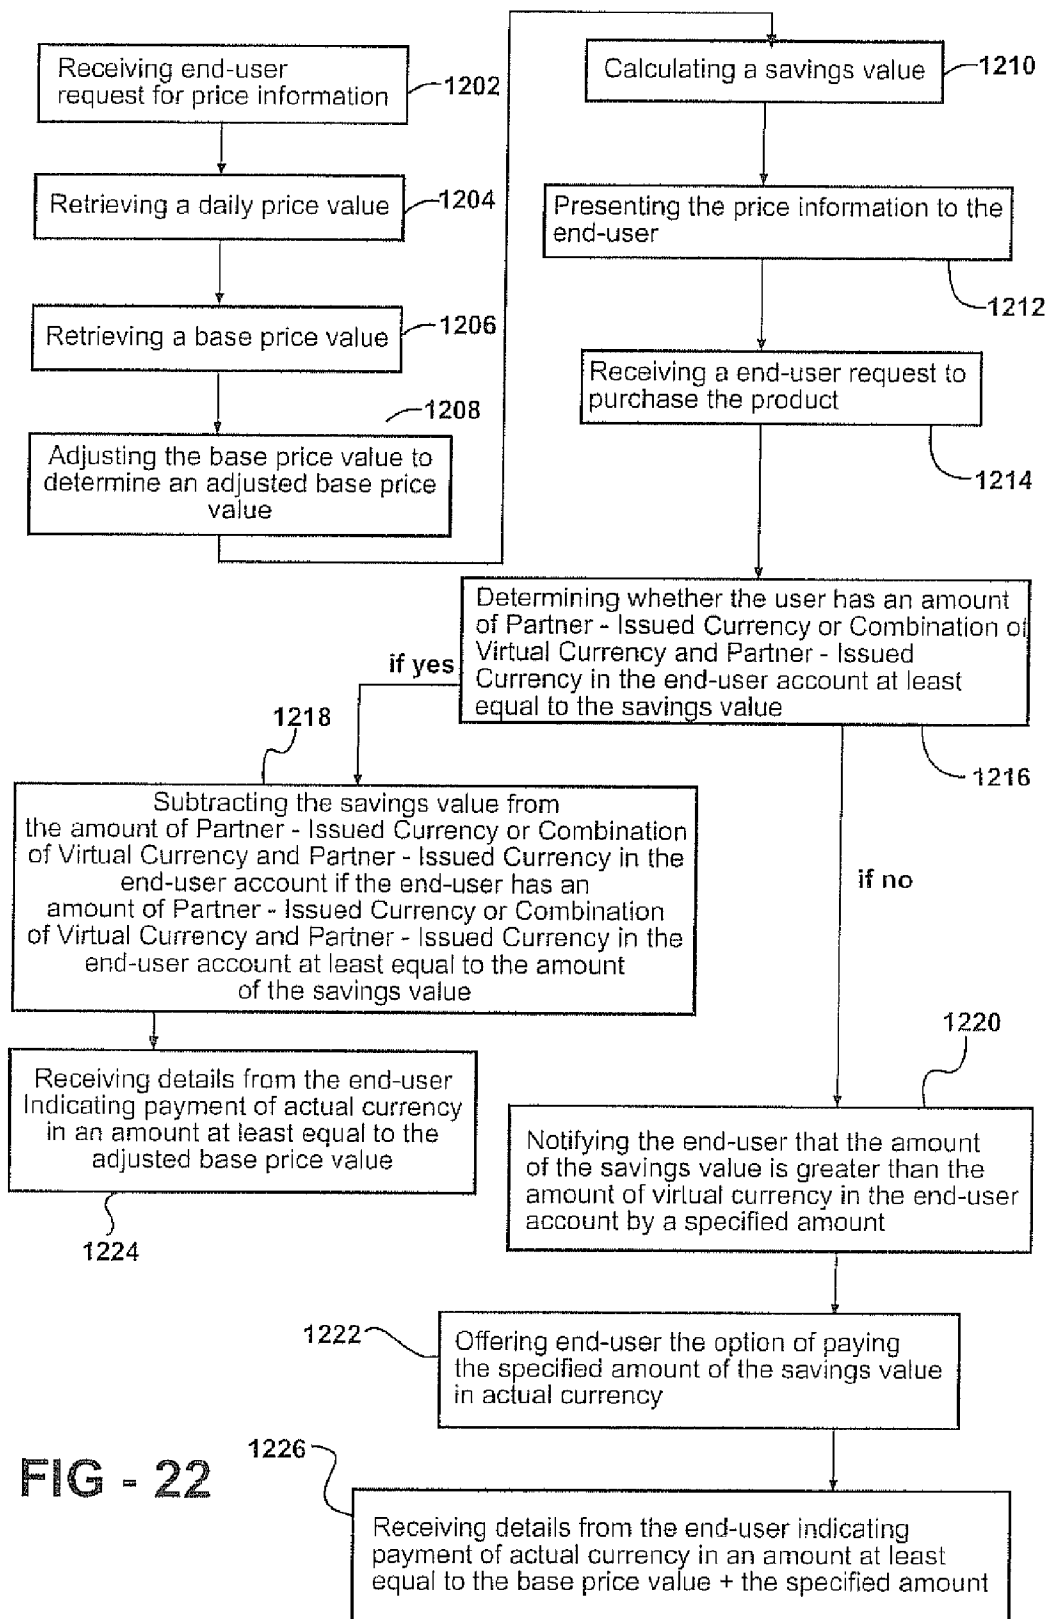 Receiving end-user
request for price information
1202
Retrieving a daily price value
1204
Retrieving a base price value
1206
1208
Adjusting the base price value to
determine an adjusted base price
value
Calculating a savings value
1210
Presenting the price information to the
end-user
1212
Receiving a end-user request to
purchase the product
1214
Determining whether the user has an amount
of Partner - Issued Currency or Combination of
Virtual Currency and Partner - Issued
Currency in the end-user account at least
equal to the savings value
1216
if yes
1218
Subtracting the savings value from
the amount of Partner - Issued Currency or Combination
of Virtual Currency and Partner - Issued Currency in the
end-user account if the end-user has an
amount of Partner - Issued Currency or Combination
of Virtual Currency and Partner - Issued Currency in the
end-user account at least equal to the amount
of the savings value
Receiving details from the end-user
Indicating payment of actual currency
in an amount at least equal to the
adjusted base price value
1224
if no
1220
Notifying the end-user that the amount
of the savings value is greater than the
amount of virtual currency in the end-user
account by a specified amount
1222
Offering end-user the option of paying
the specified amount of the savings value
in actual currency
1226
Receiving details from the end-user indicating
payment of actual currency in an amount at least
equal to the base price value + the specified amount
FIG - 22